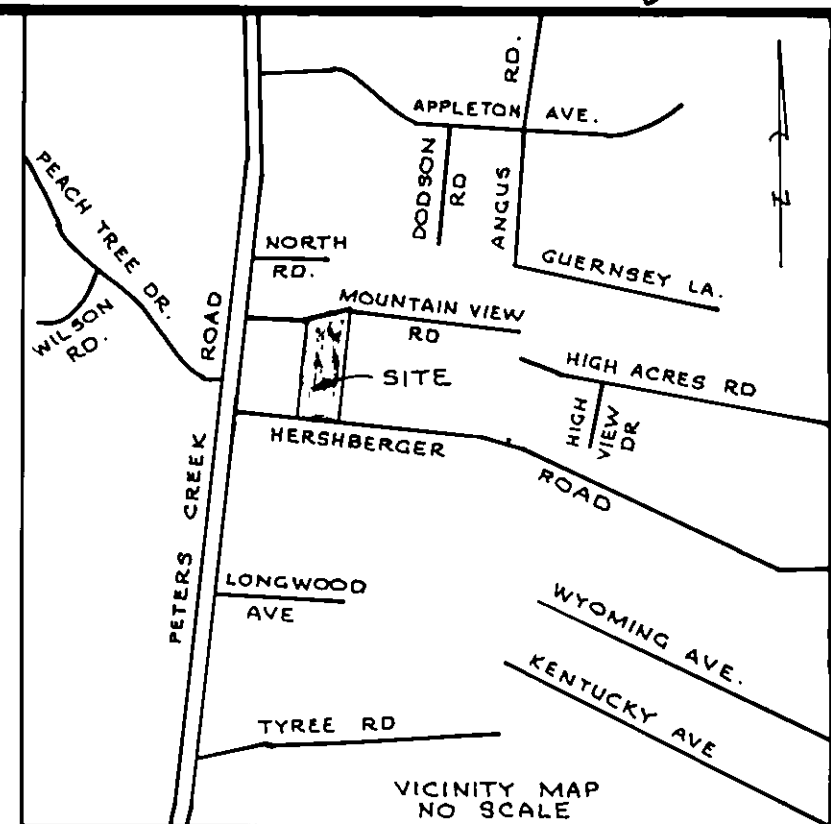 RD.
APPLETON AVE.
DODSON RD
ANGUS
PEACH TREE DR.
NORTH
RD.
GUERNSEY LA.
N
WILSON
RD.
ROAD
MOUNTAIN VIEW
RD
SITE
HIGH ACRES RD
HIGH
VIEW
DR
HERSHBERGER
ROAD
PETERS CREEK
LONGWOOD
AVE
WYOMING AVE.
KENTUCKY AVE
TYREE RD
VICINITY MAP
NO SCALE